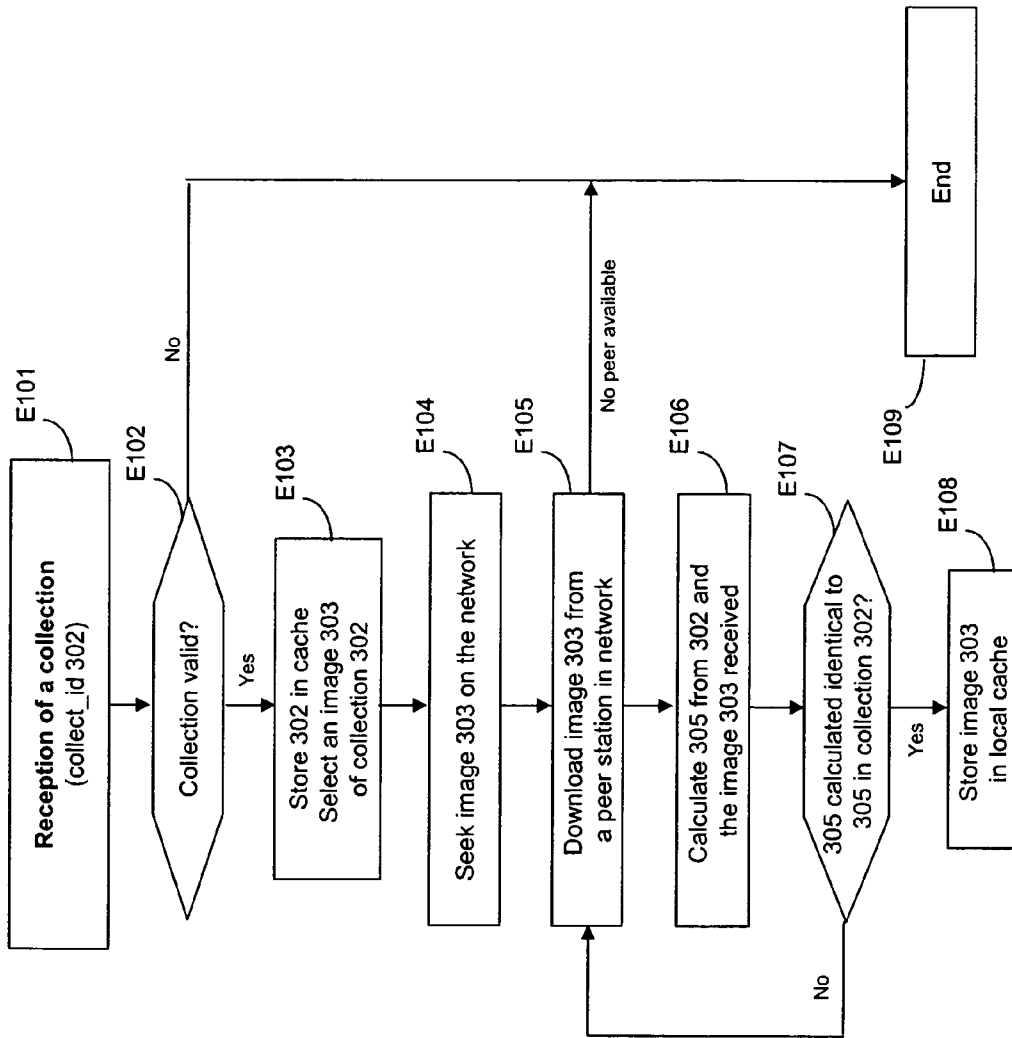 E101
Reception of a collection
(collect_id 302)
E102
Collection valid?
No
Yes
E103
Store 302 in cache
Select an image 303
of collection 302
E104
Seek image 303 on the network
E105
Download image 303 from
a peer station in network
No peer available
E106
Calculate 305 from 302 and
the image 303 received
E107
305 calculated identical to
305 in collection 302?
No
Yes
E108
Store image 303
in local cache
E109
End